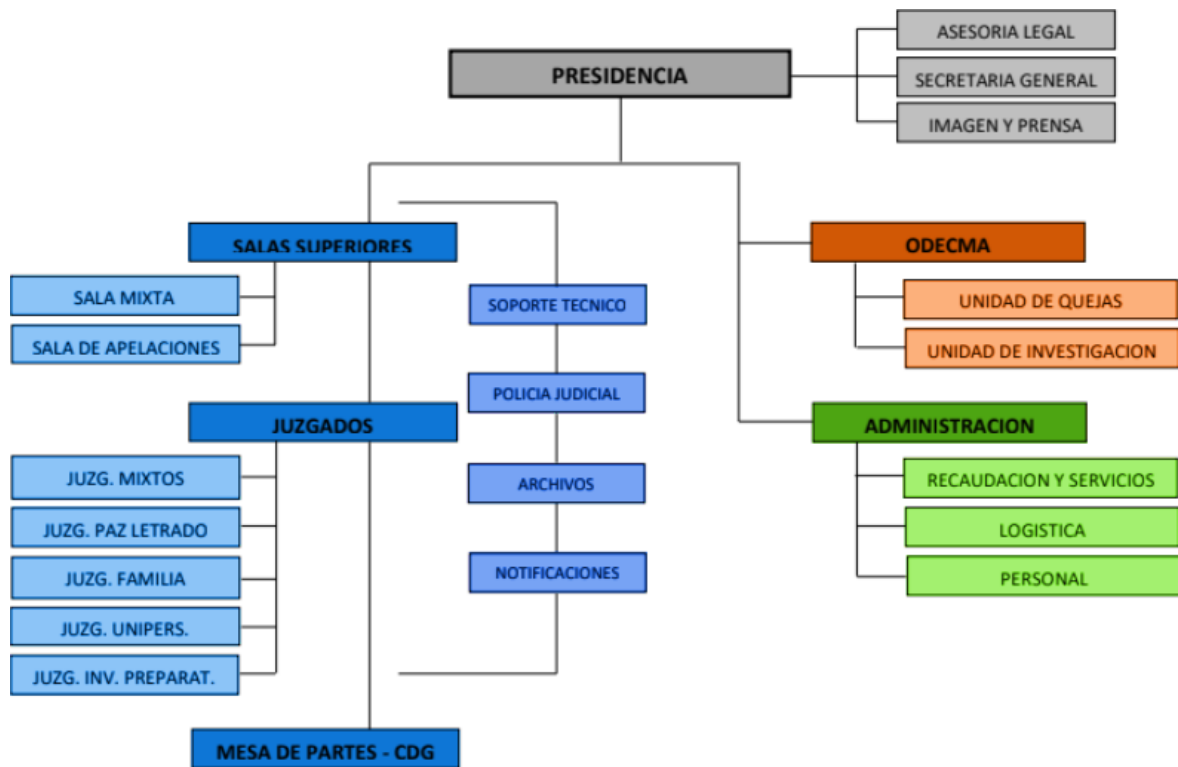 ASESORIA LEGAL
PRESIDENCIA
SECRETARIA GENERAL
IMAGEN Y PRENSA
SALAS SUPERIORES
SALA MIXTA
SALA DE APELACIONES
JUZGADOS
JUZG. MIXTOS
JUZG. PAZ LETRADO
JUZG. FAMILIA
JUZG. UNIPERS.
JUZG. INV. PREPARAT.
MESA DE PARTES - CDG
SOPORTE TECNICO
POLICIA JUDICIAL
ARCHIVOS
NOTIFICACIONES
ODECMA
UNIDAD DE QUEJAS
UNIDAD DE INVESTIGACION
ADMINISTRACION
RECAUDACION Y SERVICIOS
LOGISTICA
PERSONAL